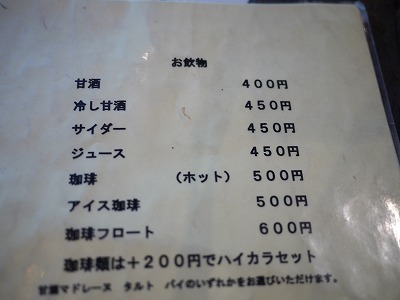 お飲物
甘酒 400円
冷し甘酒 450円
サイダー 450円
ジュース 450円
珈琲 （ホット） 500円
アイス珈琲 500円
珈琲フロート 600円
珈琲類は＋200円でハイカラセット
甘酒マドレーヌ タルト パイのいずれかをお選びいただけます。